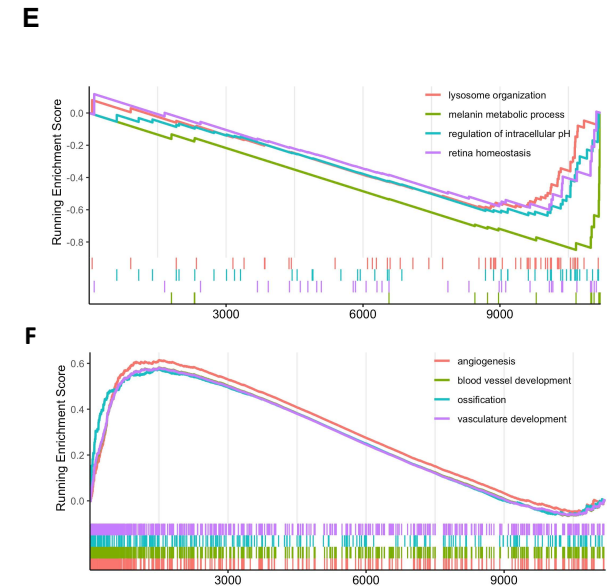 E
Running Enrichment Score
0.0
-0.2
-0.4
-0.6
-0.8
lysosome organization
melanin metabolic process
regulation of intracellular pH
retina homeostasis
3000 6000 9000
F
Running Enrichment Score
0.6
0.4
0.2
0.0
angiogenesis
blood vessel development
ossification
vasculature development
3000 6000 9000